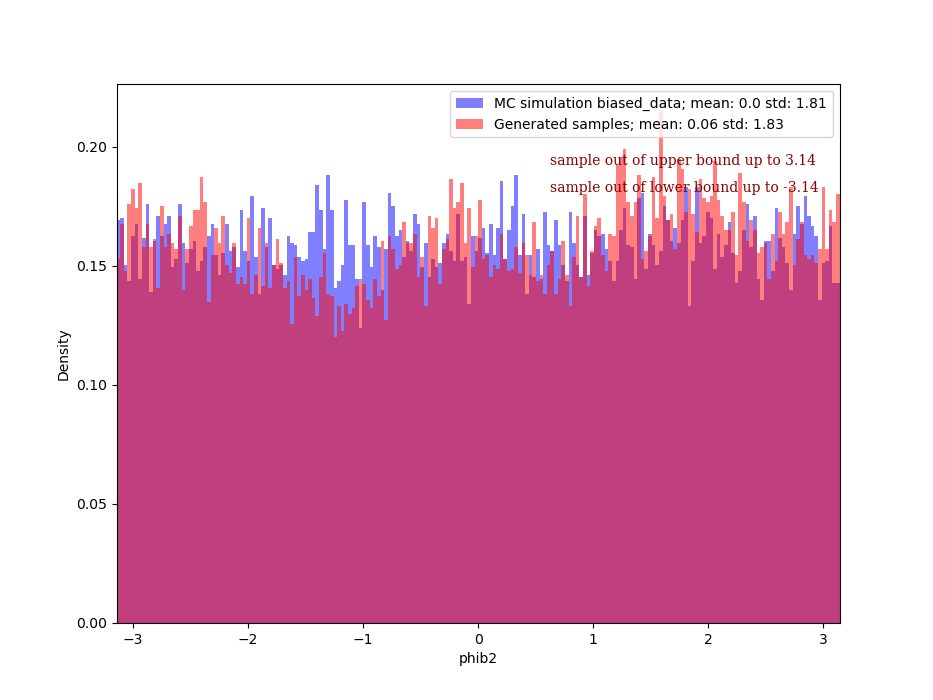 MC simulation biased_data; mean: 0.0 std: 1.81
Generated samples; mean: 0.06 std: 1.83
sample out of upper bound up to 3.14
sample out of lower bound up to -3.14
0.20
0.15
0.10
0.05
0.00
Density
−3 −2 −1 0 1 2 3
phib2